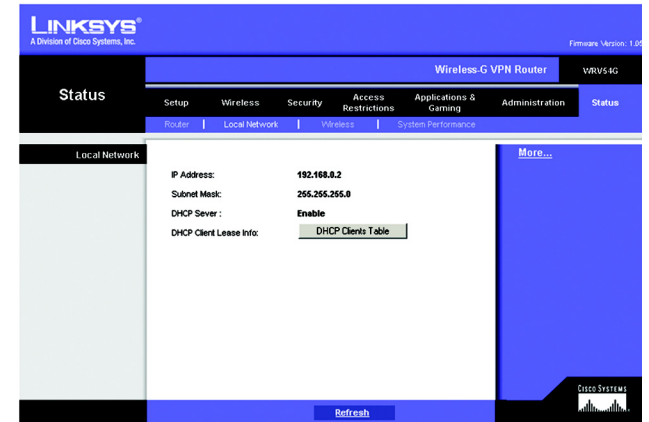 LINKSYS®
A Division of Cisco Systems, Inc.
Firmware Version: 1.05
Wireless-G VPN Router WRV54G
Status
Setup Wireless Security Access Restrictions Applications & Gaming Administration Status
Router | Local Network | Wireless | System Performance
Local Network
More...
IP Address: 192.168.0.2
Subnet Mask: 255.255.255.0
DHCP Sever : Enable
DHCP Client Lease Info: DHCP Clients Table
CISCO SYSTEMS
Refresh